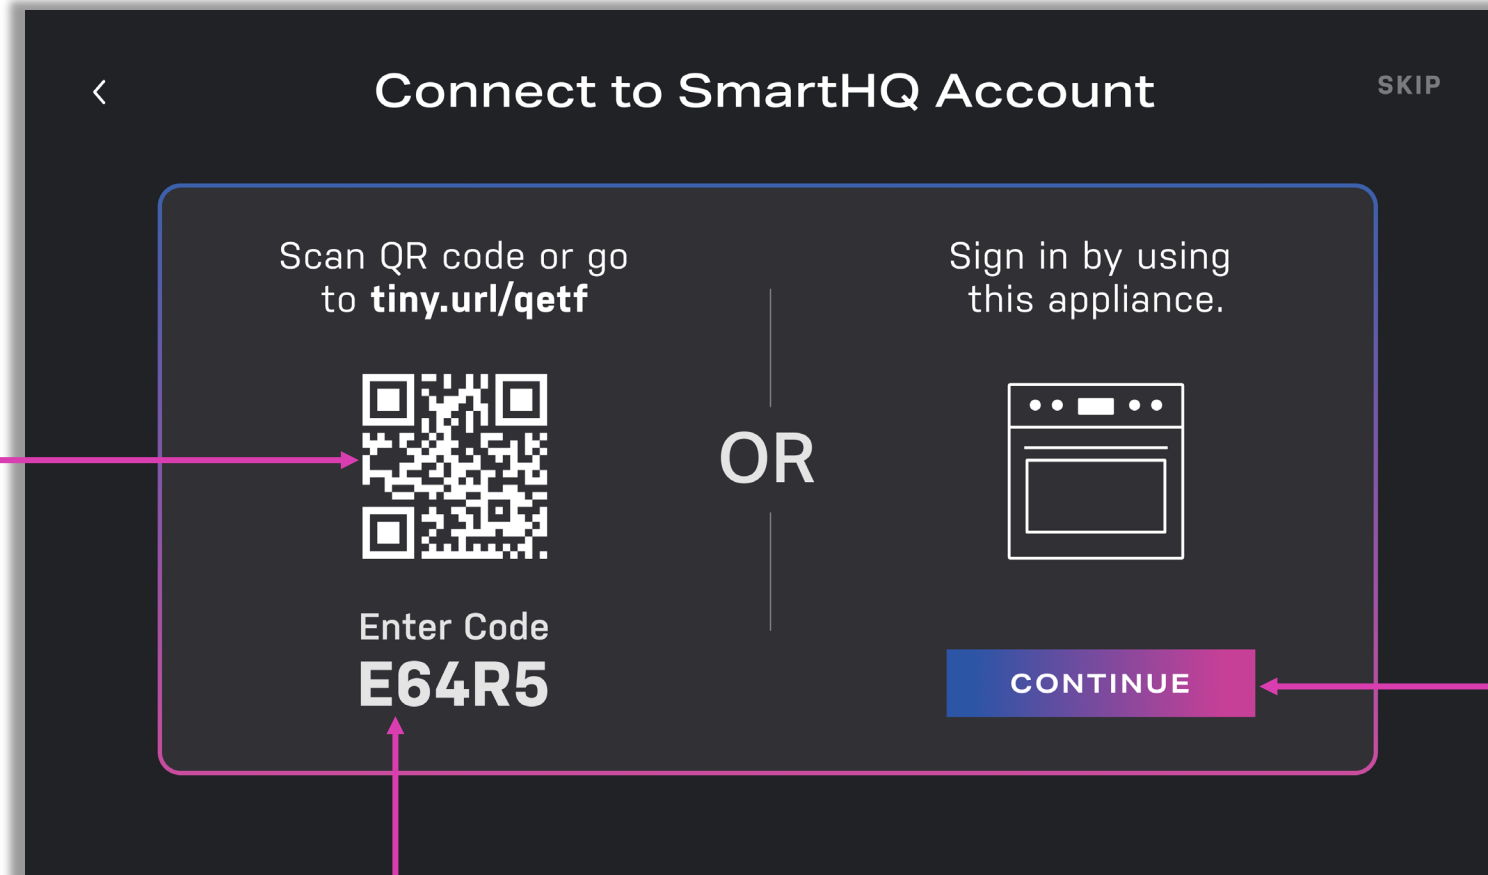 Connect to SmartHQ Account
SKIP
Scan QR code or go
to tiny.url/qetf
Enter Code
E64R5
OR
Sign in by using
this appliance.
CONTINUE